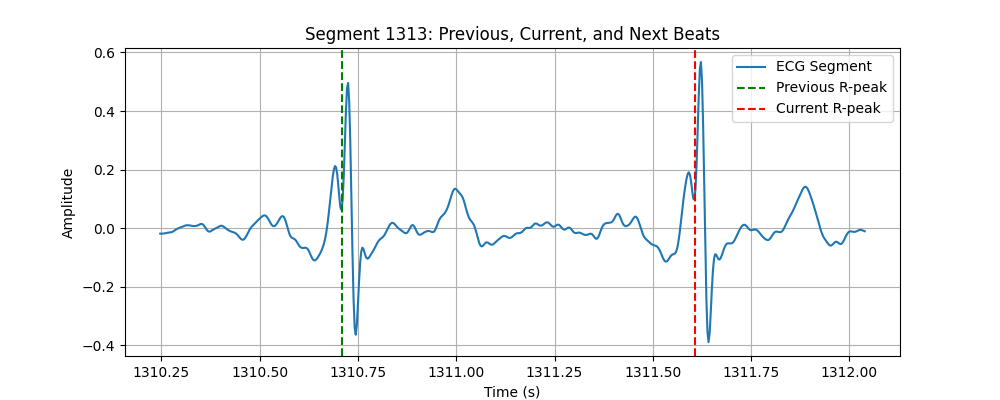 Segment 1313: Previous, Current, and Next Beats
ECG Segment
Previous R-peak
Current R-peak
Amplitude
0.6
0.4
0.2
0.0
−0.2
−0.4
1310.25 1310.50 1310.75 1311.00 1311.25 1311.50 1311.75 1312.00
Time (s)